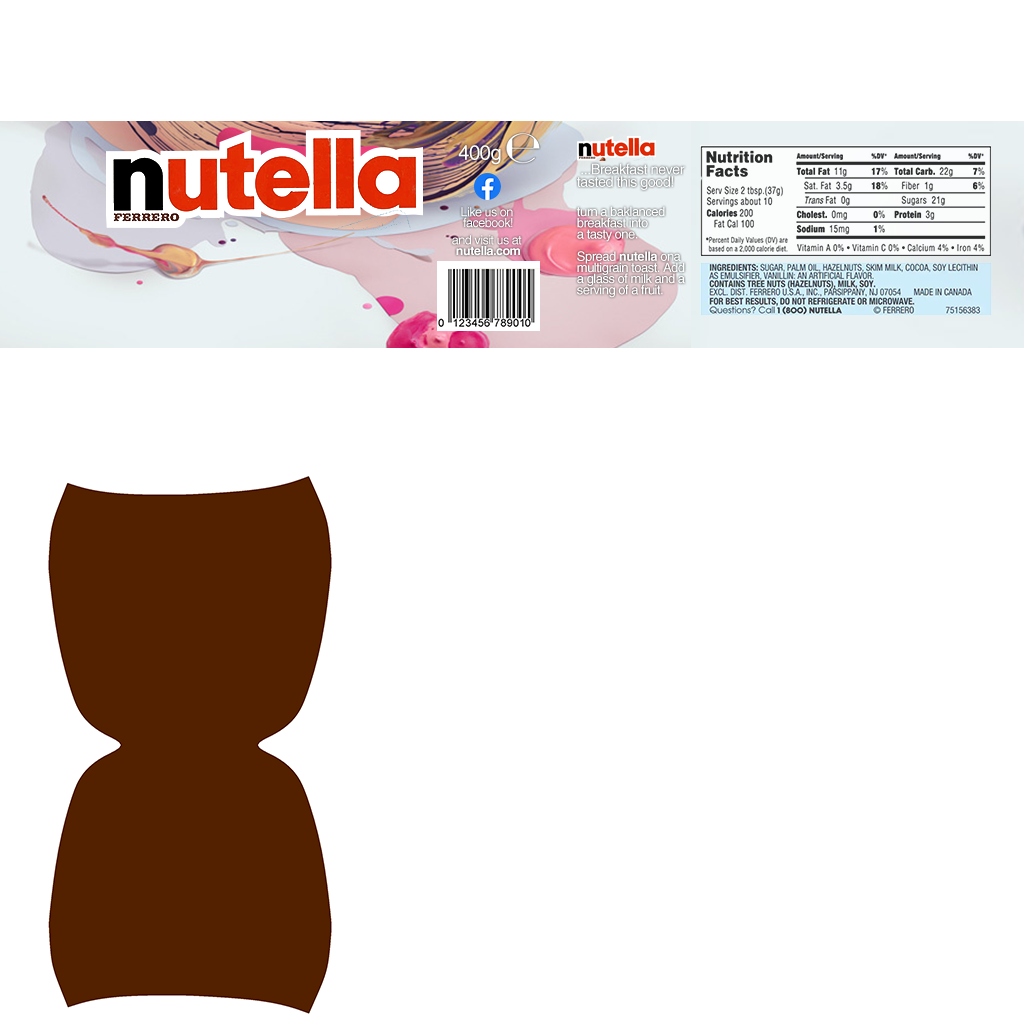 nutella
FERRERO
400g ℮
Like us on
facebook!
and visit us at
nutella.com
0 123456 789010
nutella
FERRERO
...Breakfast never
tasted this good!
turn a baklanced
breakfast into
a tasty one.
Spread nutella ona
multigrain toast. Add
a glass of milk and a
serving of a fruit.
Nutrition
Facts
Serv Size 2 tbsp.(37g)
Servings about 10
Calories 200
Fat Cal 100
*Percent Daily Values (DV) are
based on a 2,000 calorie diet.
Amount/Serving %DV* Amount/Serving %DV*
Total Fat 11g 17% Total Carb. 22g 7%
Sat. Fat 3.5g 18% Fiber 1g 6%
Trans Fat 0g Sugars 21g
Cholest. 0mg 0% Protein 3g
Sodium 15mg 1%
Vitamin A 0% • Vitamin C 0% • Calcium 4% • Iron 4%
INGREDIENTS: SUGAR, PALM OIL, HAZELNUTS, SKIM MILK, COCOA, SOY LECITHIN
AS EMULSIFIER, VANILLIN: AN ARTIFICIAL FLAVOR.
CONTAINS TREE NUTS (HAZELNUTS), MILK, SOY.
EXCL. DIST. FERRERO U.S.A., INC., PARSIPPANY, NJ 07054 MADE IN CANADA
FOR BEST RESULTS, DO NOT REFRIGERATE OR MICROWAVE.
Questions? Call 1 (800) NUTELLA © FERRERO 75156383